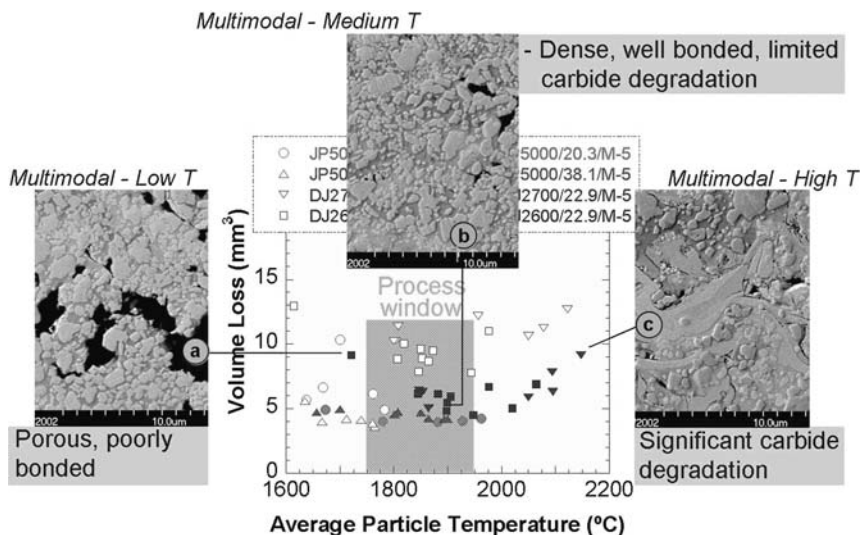 Multimodal - Medium T
- Dense, well bonded, limited
carbide degradation
JP50
5000/20.3/M-5
JP50
5000/38.1/M-5
DJ27
2700/22.9/M-5
DJ26
2600/22.9/M-5
Multimodal - Low T
Multimodal - High T
2002
10.0um
b
2002
10.0um
a
2002
10.0um
c
Porous, poorly
bonded
Significant carbide
degradation
Process
window
Volume Loss (mm³)
15
10
5
0
1600
1800
2000
2200
Average Particle Temperature (ºC)